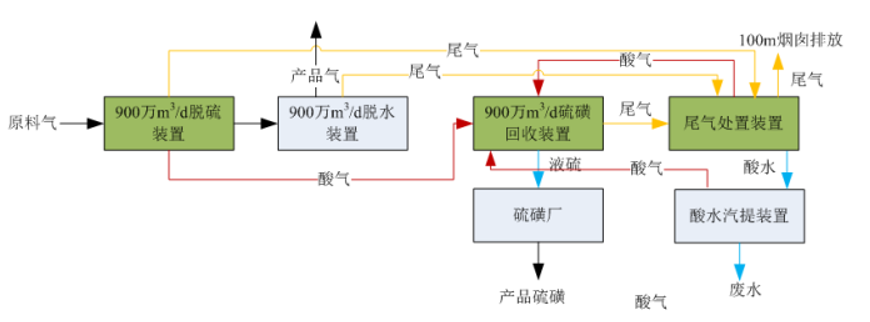 尾气
100m烟囱排放
酸气
产品气
尾气
尾气
原料气
900万m³/d脱硫
装置
900万m³/d脱水
装置
900万m³/d硫磺
回收装置
尾气
尾气处置装置
酸气
液硫
酸气
酸水
硫磺厂
酸水汽提装置
产品硫磺
酸气
废水